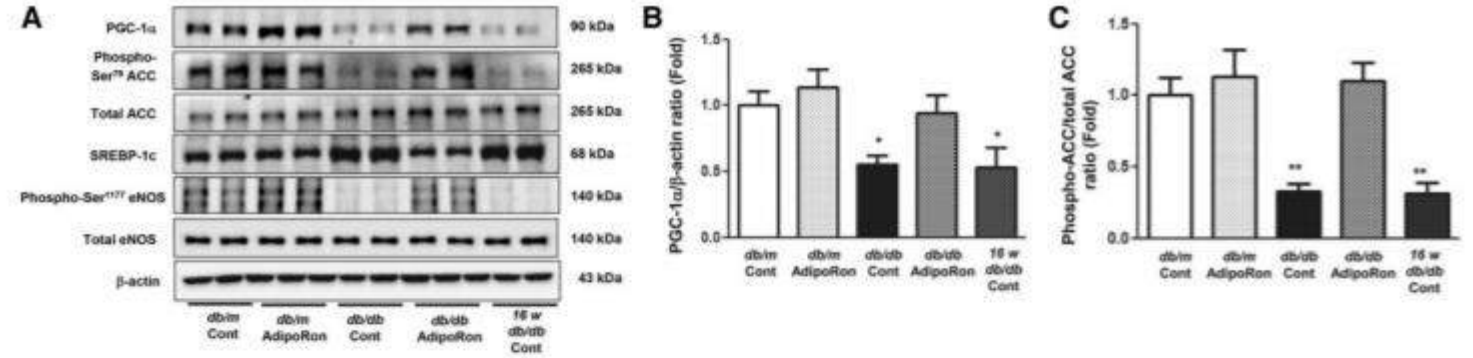 A
PGC-1α
90 kDa
Phospho-
Ser⁷⁹ ACC
265 kDa
Total ACC
265 kDa
SREBP-1c
68 kDa
Phospho-Ser¹¹⁷⁷ eNOS
140 kDa
Total eNOS
140 kDa
β-actin
43 kDa
db/m
Cont
db/m
AdipoRon
db/db
Cont
db/db
AdipoRon
16 w
db/db
Cont
B
PGC-1α/β-actin ratio (Fold)
1.5
1.0
0.5
0.0
*
*
db/m
Cont
db/m
AdipoRon
db/db
Cont
db/db
AdipoRon
16 w
db/db
Cont
C
Phospho-ACC/total ACC
ratio (Fold)
1.5
1.0
0.5
0.0
**
**
db/m
Cont
db/m
AdipoRon
db/db
Cont
db/db
AdipoRon
16 w
db/db
Cont